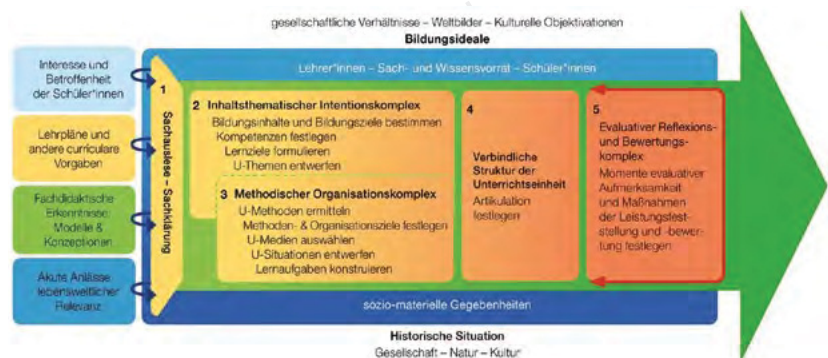 gesellschaftliche Verhältnisse – Weltbilder – Kulturelle Objektivationen
Bildungsideale
Lehrer*innen – Sach- und Wissensvorrat – Schüler*innen
Interesse und
Betroffenheit
der Schüler*innen
Lehrpläne und
andere curriculare
Vorgaben
Fachdidaktische
Erkenntnisse:
Modelle &
Konzeptionen
Akute Anlässe
lebensweltlicher
Relevanz
1
Sachauslese – Sachklärung
2 Inhaltsthematischer Intentionskomplex
Bildungsinhalte und Bildungsziele bestimmen
Kompetenzen festlegen
Lernziele formulieren
U-Themen entwerfen
3 Methodischer Organisationskomplex
U-Methoden ermitteln
Methoden- & Organisationsziele festlegen
U-Medien auswählen
U-Situationen entwerfen
Lernaufgaben konstruieren
4
Verbindliche
Struktur der
Unterrichtseinheit
Artikulation
festlegen
5
Evaluativer Reflexions-
und Bewertungs-
komplex
Momente evaluativer
Aufmerksamkeit
und Maßnahmen
der Leistungsfest-
stellung und -bewer-
tung festlegen
sozio-materielle Gegebenheiten
Historische Situation
Gesellschaft – Natur – Kultur